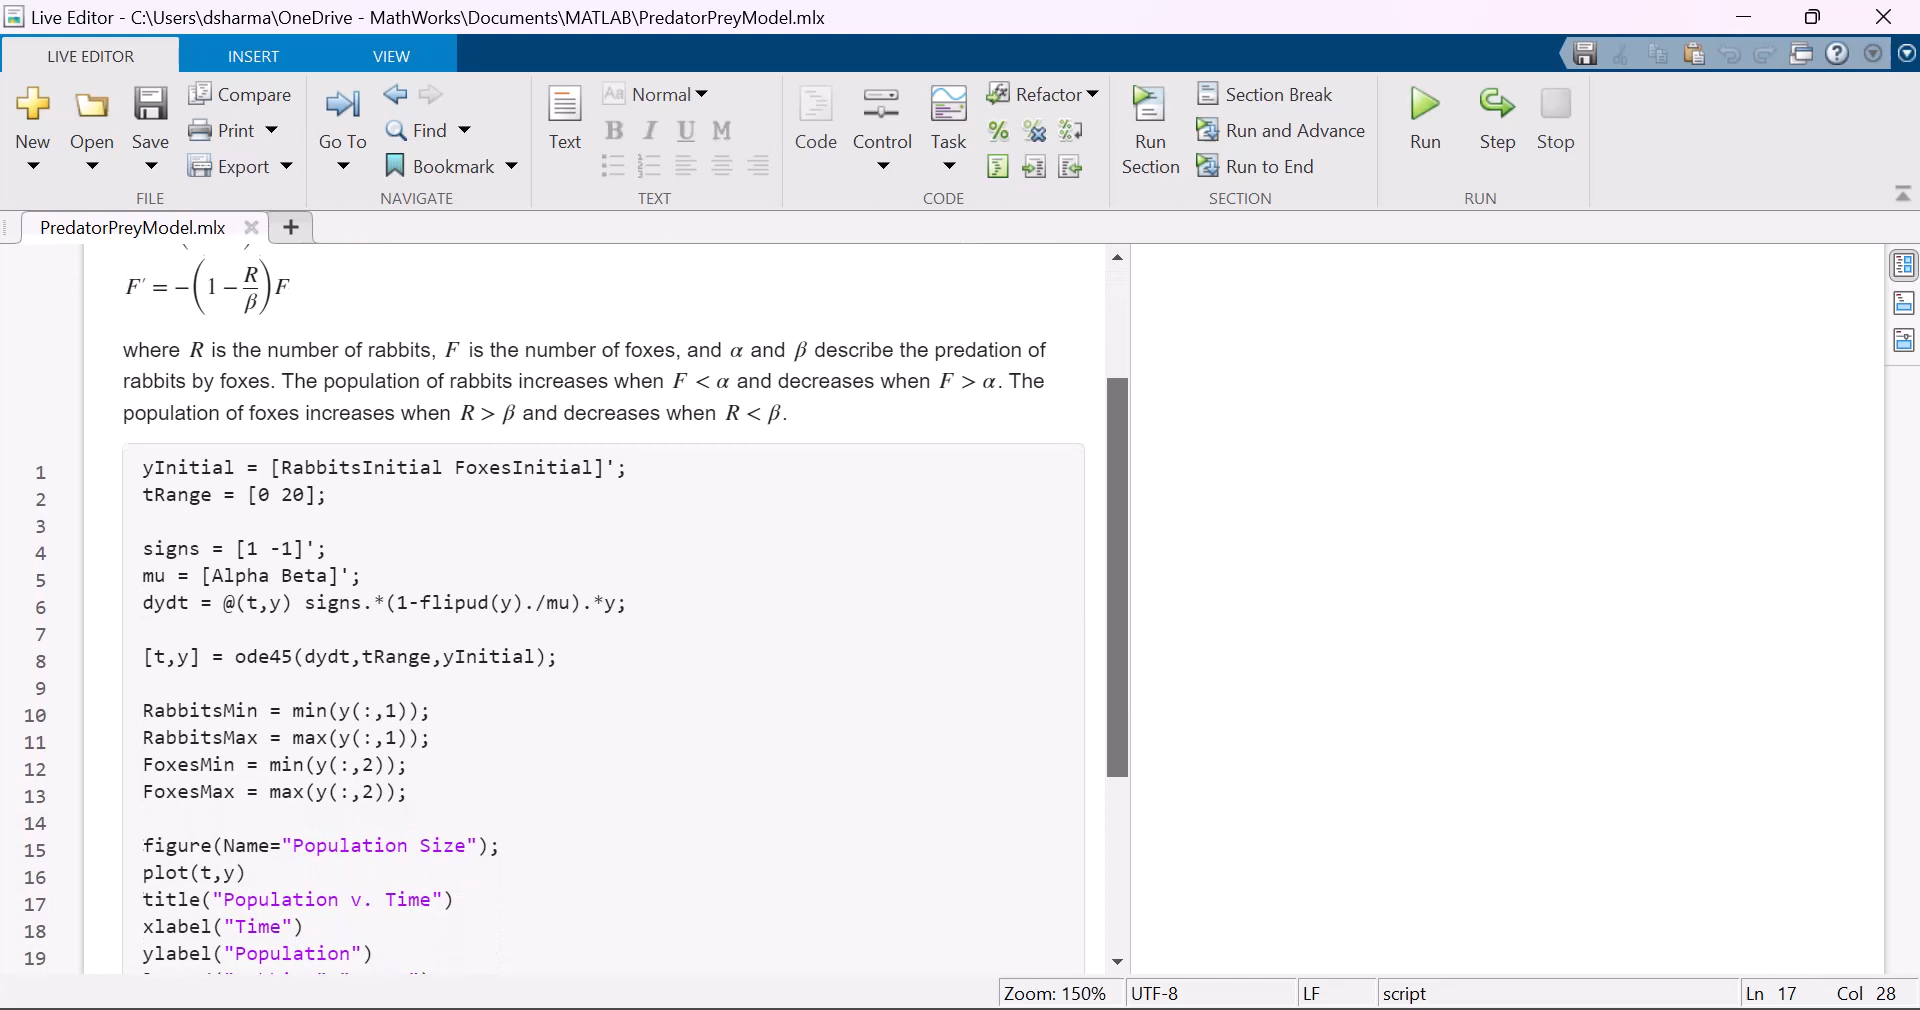 Live Editor - C:\Users\dsharma\OneDrive - MathWorks\Documents\MATLAB\PredatorPreyModel.mlx
LIVE EDITOR INSERT VIEW
New Open Save Compare Print Export
FILE
Go To Find Bookmark
NAVIGATE
Text Aa Normal B I U M
TEXT
Code Control Task Refactor
CODE
Run Section Section Break Run and Advance Run to End
SECTION
Run Step Stop
RUN
PredatorPreyModel.mlx
F′ = −(1 − R/β)F
where R is the number of rabbits, F is the number of foxes, and α and β describe the predation of
rabbits by foxes. The population of rabbits increases when F < α and decreases when F > α. The
population of foxes increases when R > β and decreases when R < β.
1 yInitial = [RabbitsInitial FoxesInitial]';
2 tRange = [0 20];
3
4 signs = [1 -1]';
5 mu = [Alpha Beta]';
6 dydt = @(t,y) signs.*(1-flipud(y)./mu).*y;
7
8 [t,y] = ode45(dydt,tRange,yInitial);
9
10 RabbitsMin = min(y(:,1));
11 RabbitsMax = max(y(:,1));
12 FoxesMin = min(y(:,2));
13 FoxesMax = max(y(:,2));
14
15 figure(Name="Population Size");
16 plot(t,y)
17 title("Population v. Time")
18 xlabel("Time")
19 ylabel("Population")
Zoom: 150% UTF-8 LF script Ln 17 Col 28